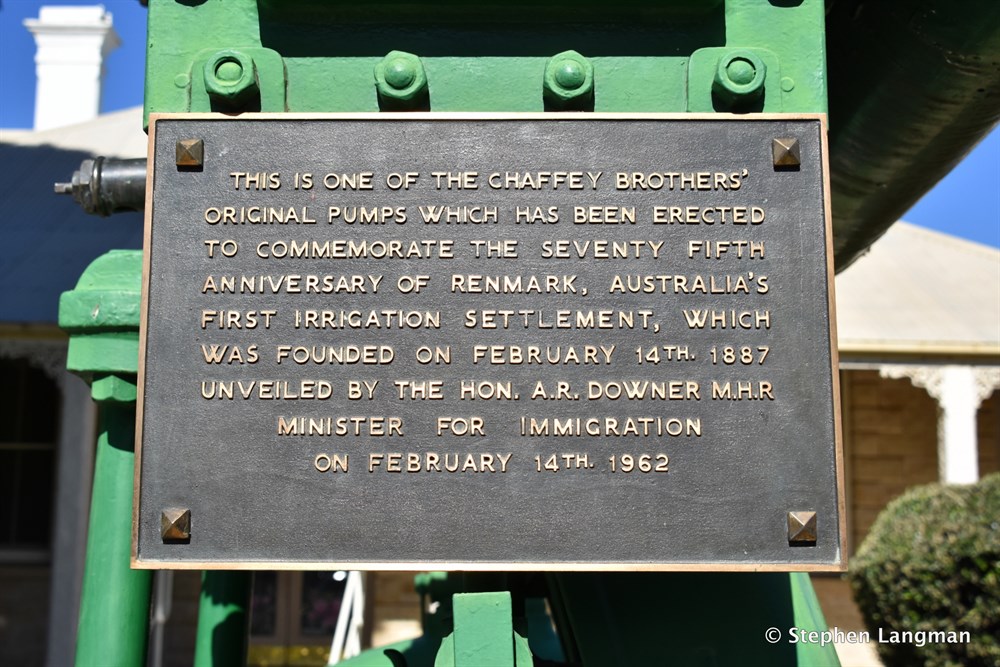 THIS IS ONE OF THE CHAFFEY BROTHERS'
ORIGINAL PUMPS WHICH HAS BEEN ERECTED
TO COMMEMORATE THE SEVENTY FIFTH
ANNIVERSARY OF RENMARK, AUSTRALIA'S
FIRST IRRIGATION SETTLEMENT, WHICH
WAS FOUNDED ON FEBRUARY 14TH. 1887
UNVEILED BY THE HON. A.R. DOWNER M.H.R
MINISTER FOR IMMIGRATION
ON FEBRUARY 14TH. 1962
© Stephen Langman